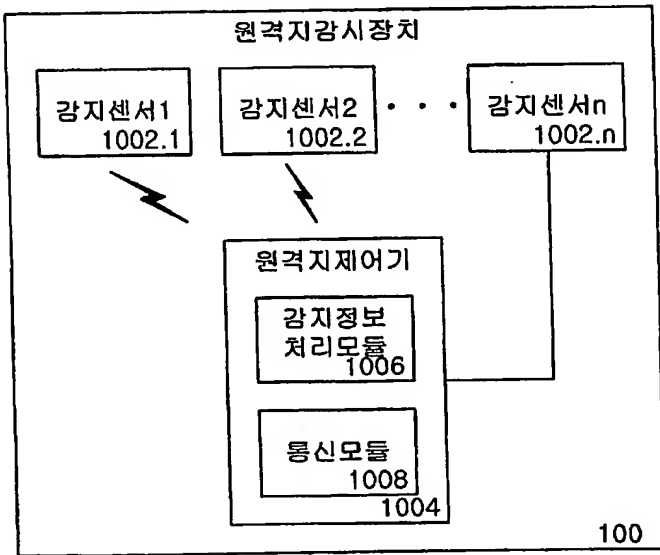 원격지감시장치
감지센서1
1002.1
감지센서2
1002.2
· · ·
감지센서n
1002.n
원격지제어기
감지정보
처리모듈
1006
통신모듈
1008
1004
100